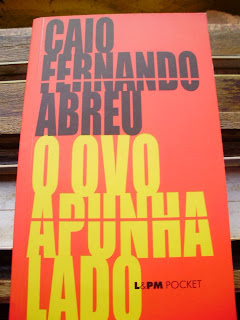 CAIO
FERNANDO
ABREU
O OVO
APUNHA
LADO
L&PM POCKET